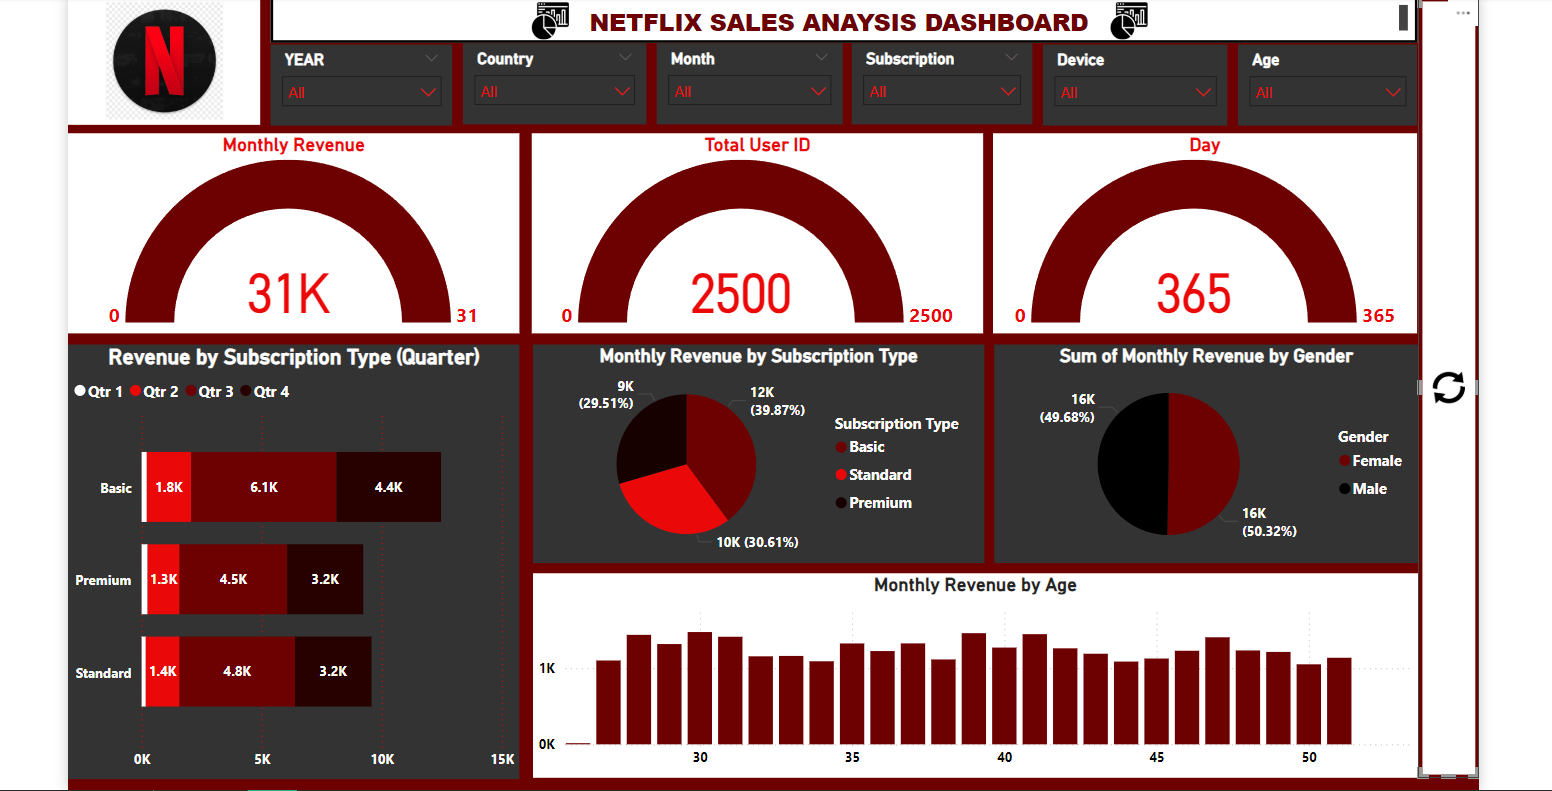 NETFLIX SALES ANAYSIS DASHBOARD
N
YEAR
All
Country
All
Month
All
Subscription
All
Device
All
Age
All
Monthly Revenue
31K
0
31
Total User ID
2500
0
2500
Day
365
0
365
Revenue by Subscription Type (Quarter)
Qtr 1 Qtr 2 Qtr 3 Qtr 4
Basic 1.8K 6.1K 4.4K
Premium 1.3K 4.5K 3.2K
Standard 1.4K 4.8K 3.2K
0K 5K 10K 15K
Monthly Revenue by Subscription Type
9K
(29.51%)
12K
(39.87%)
10K (30.61%)
Subscription Type
Basic
Standard
Premium
Sum of Monthly Revenue by Gender
16K
(49.68%)
16K
(50.32%)
Gender
Female
Male
Monthly Revenue by Age
1K
0K
30 35 40 45 50